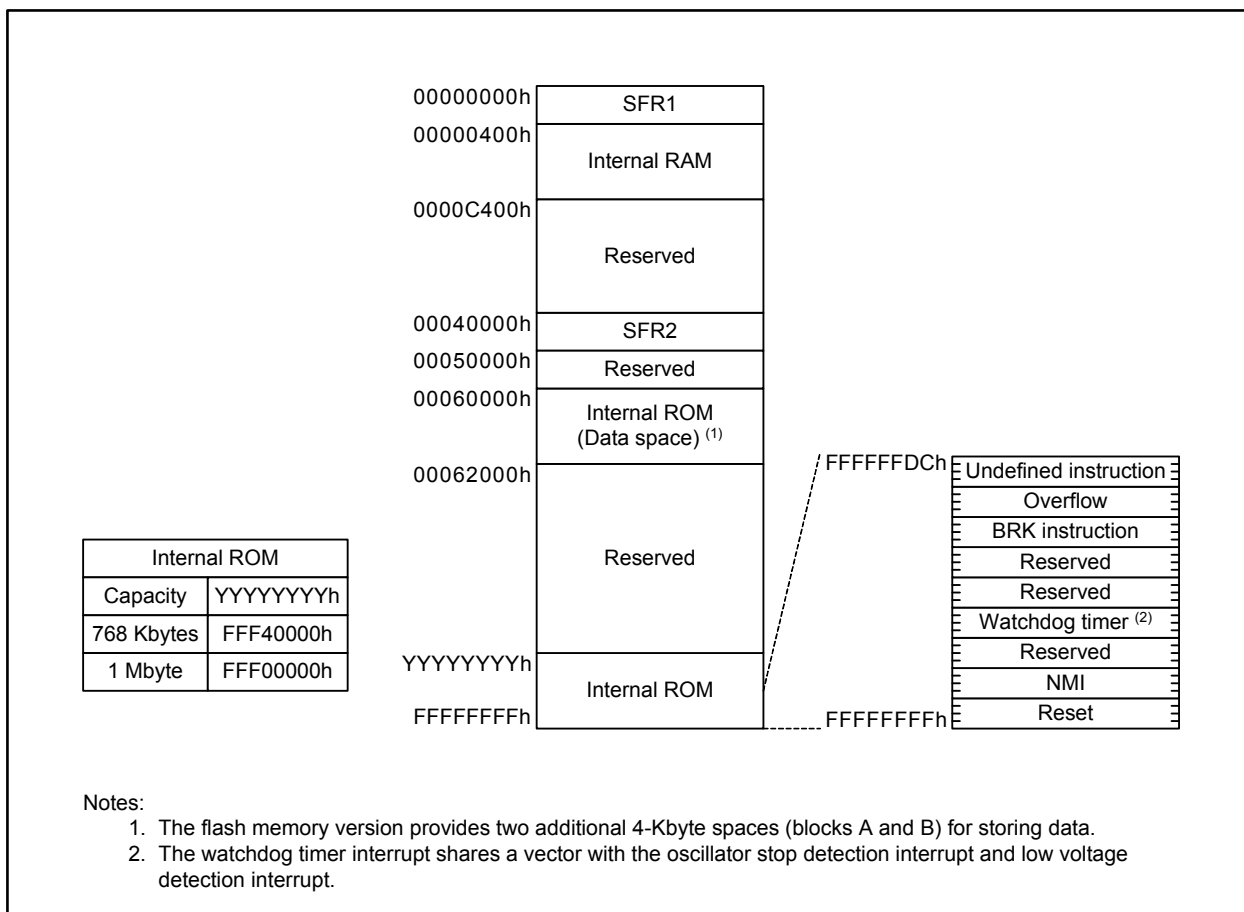 00000000h
SFR1
00000400h
Internal RAM
0000C400h
Reserved
00040000h
SFR2
00050000h
Reserved
00060000h
Internal ROM
(Data space) (1)
00062000h
Reserved
YYYYYYYYh
Internal ROM
FFFFFFFFh
Internal ROM
Capacity YYYYYYYYh
768 Kbytes FFF40000h
1 Mbyte FFF00000h
FFFFFFDCh
Undefined instruction
Overflow
BRK instruction
Reserved
Reserved
Watchdog timer (2)
Reserved
NMI
Reset
FFFFFFFFh
Notes:
1. The flash memory version provides two additional 4-Kbyte spaces (blocks A and B) for storing data.
2. The watchdog timer interrupt shares a vector with the oscillator stop detection interrupt and low voltage
detection interrupt.